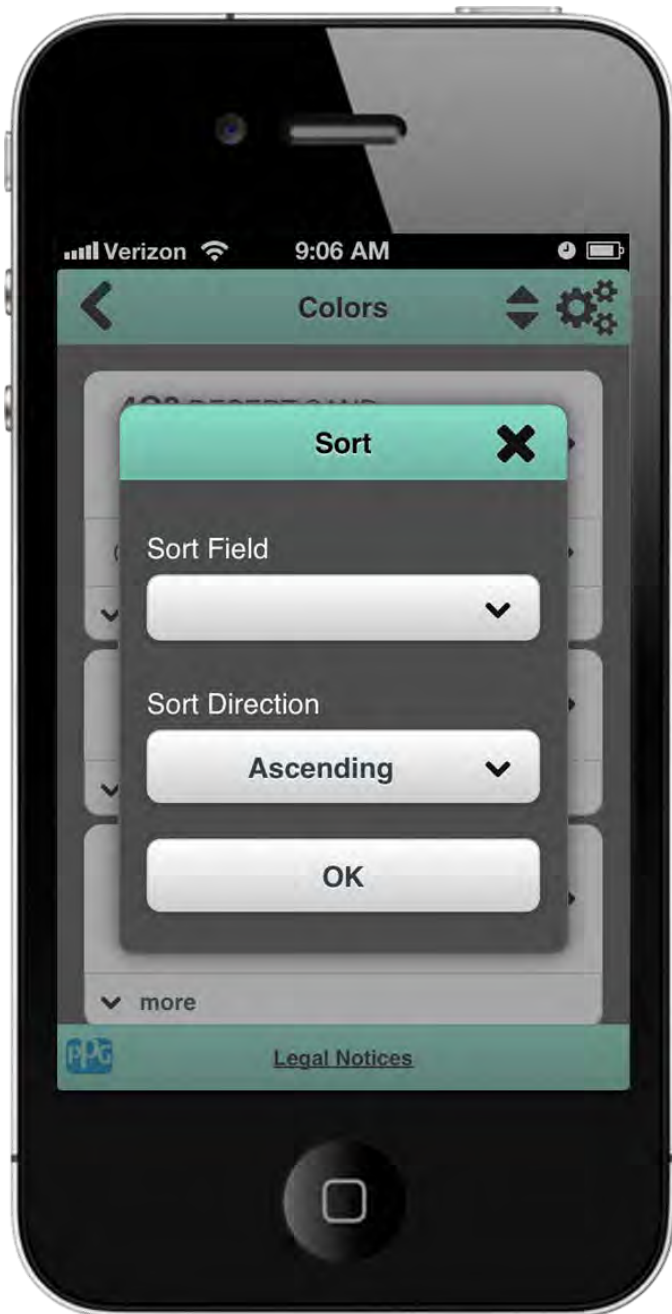 Verizon 9:06 AM
Colors
Sort
Sort Field
Sort Direction
Ascending
OK
more
PPG
Legal Notices